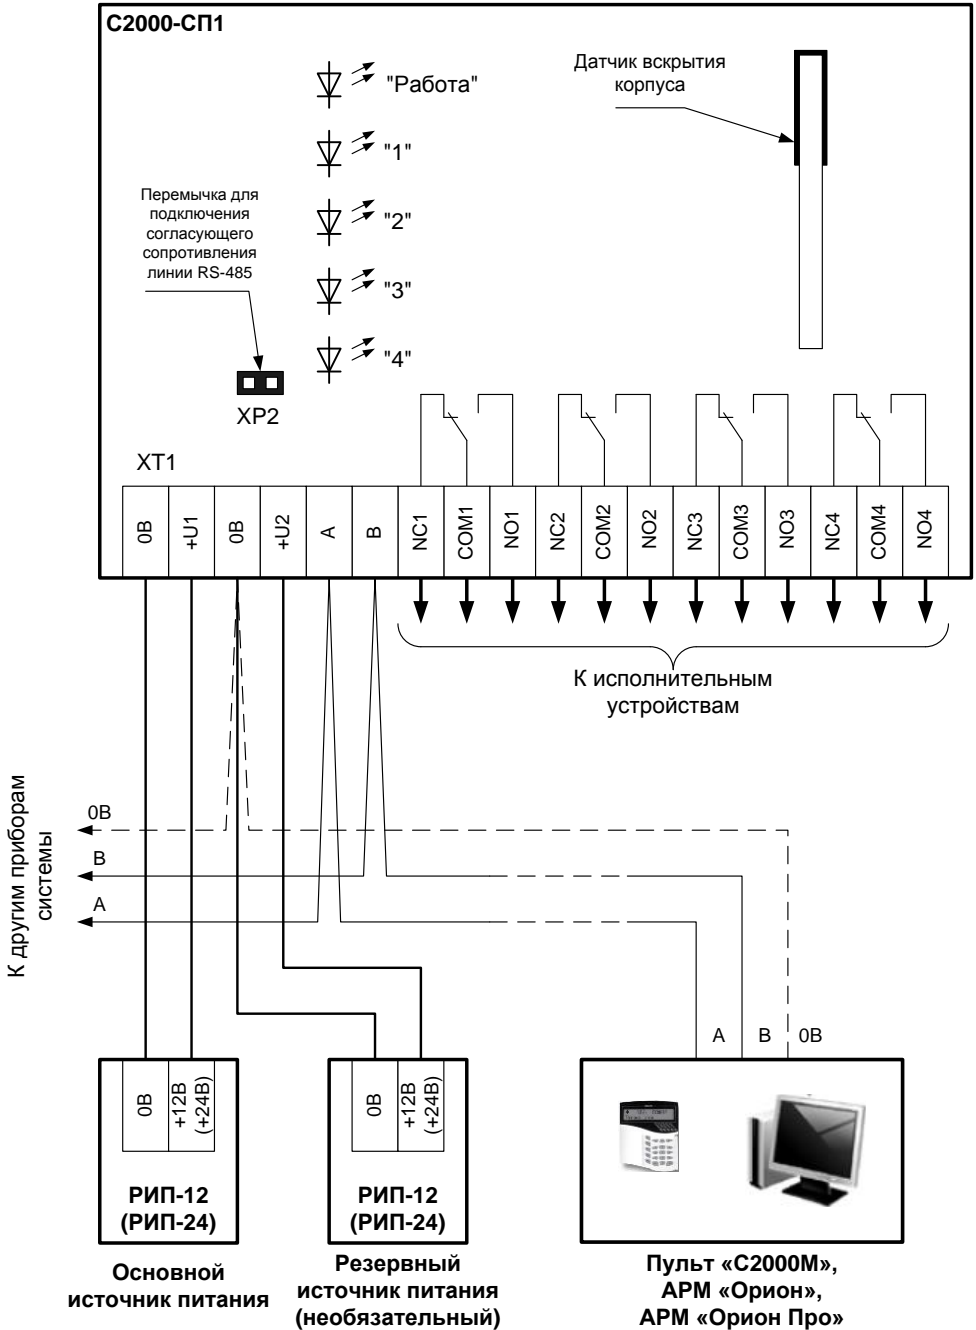 С2000-СП1
"Работа"
"1"
"2"
"3"
"4"
Датчик вскрытия
корпуса
Перемычка для
подключения
согласующего
сопротивления
линии RS-485
XP2
XT1
0В
+U1
0В
+U2
A
B
NC1
COM1
NO1
NC2
COM2
NO2
NC3
COM3
NO3
NC4
COM4
NO4
К исполнительным
устройствам
К другим приборам
системы
0В
B
A
A
B
0В
0В
+12В
(+24В)
РИП-12
(РИП-24)
Основной
источник питания
0В
+12В
(+24В)
РИП-12
(РИП-24)
Резервный
источник питания
(необязательный)
Пульт «С2000М»,
АРМ «Орион»,
АРМ «Орион Про»